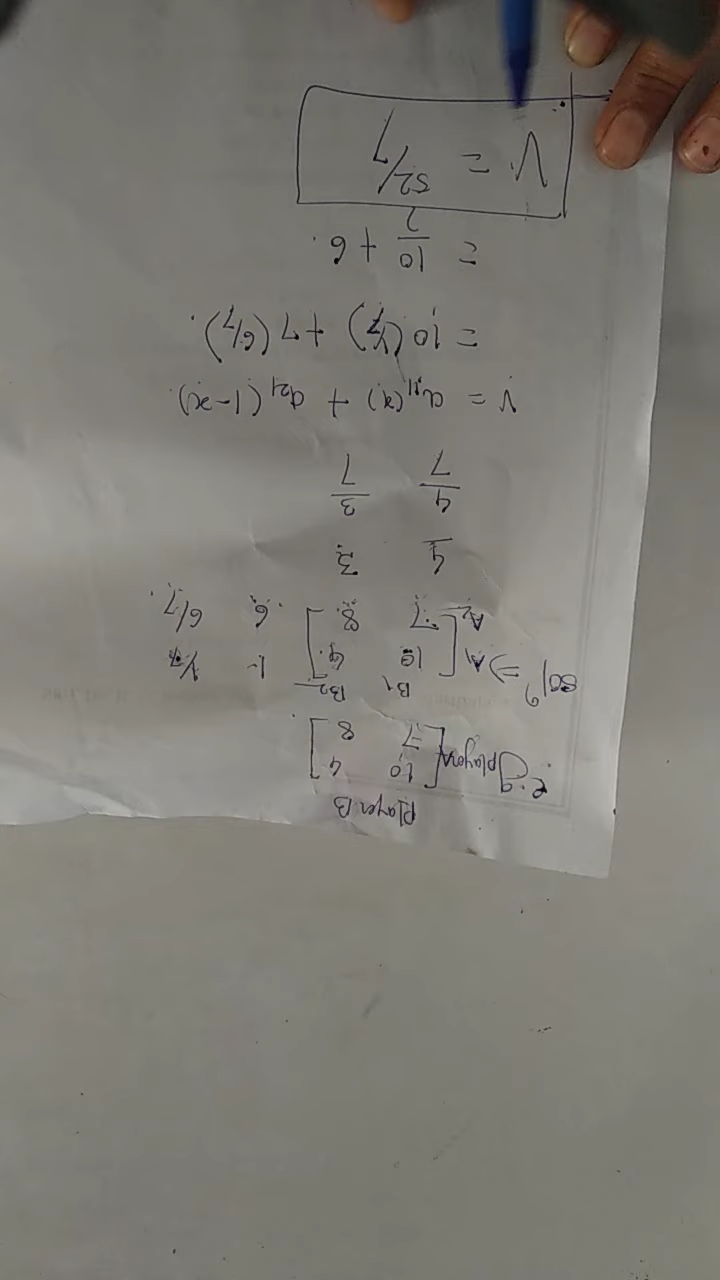 Player B
e.g Player A [ 10 4
7 8 ]
B1 B2
solⁿ ⇒ A1 [ 10 4 1 1/7
A2 7 8 ] 6 6/7
4 3
4/7 3/7
V = a11(x) + a21(1-x)
= 10 (1/7) + 7 (6/7)
= 10/7 + 6
V = 52/7